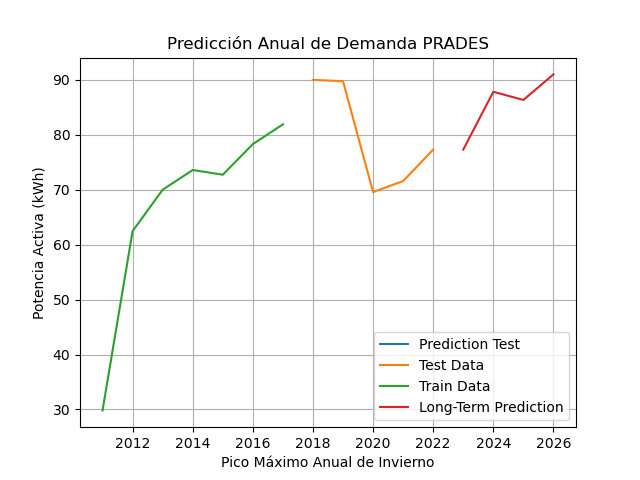 Predicción Anual de Demanda PRADES
Potencia Activa (kWh)
90
80
70
60
50
40
30
Prediction Test
Test Data
Train Data
Long-Term Prediction
2012 2014 2016 2018 2020 2022 2024 2026
Pico Máximo Anual de Invierno